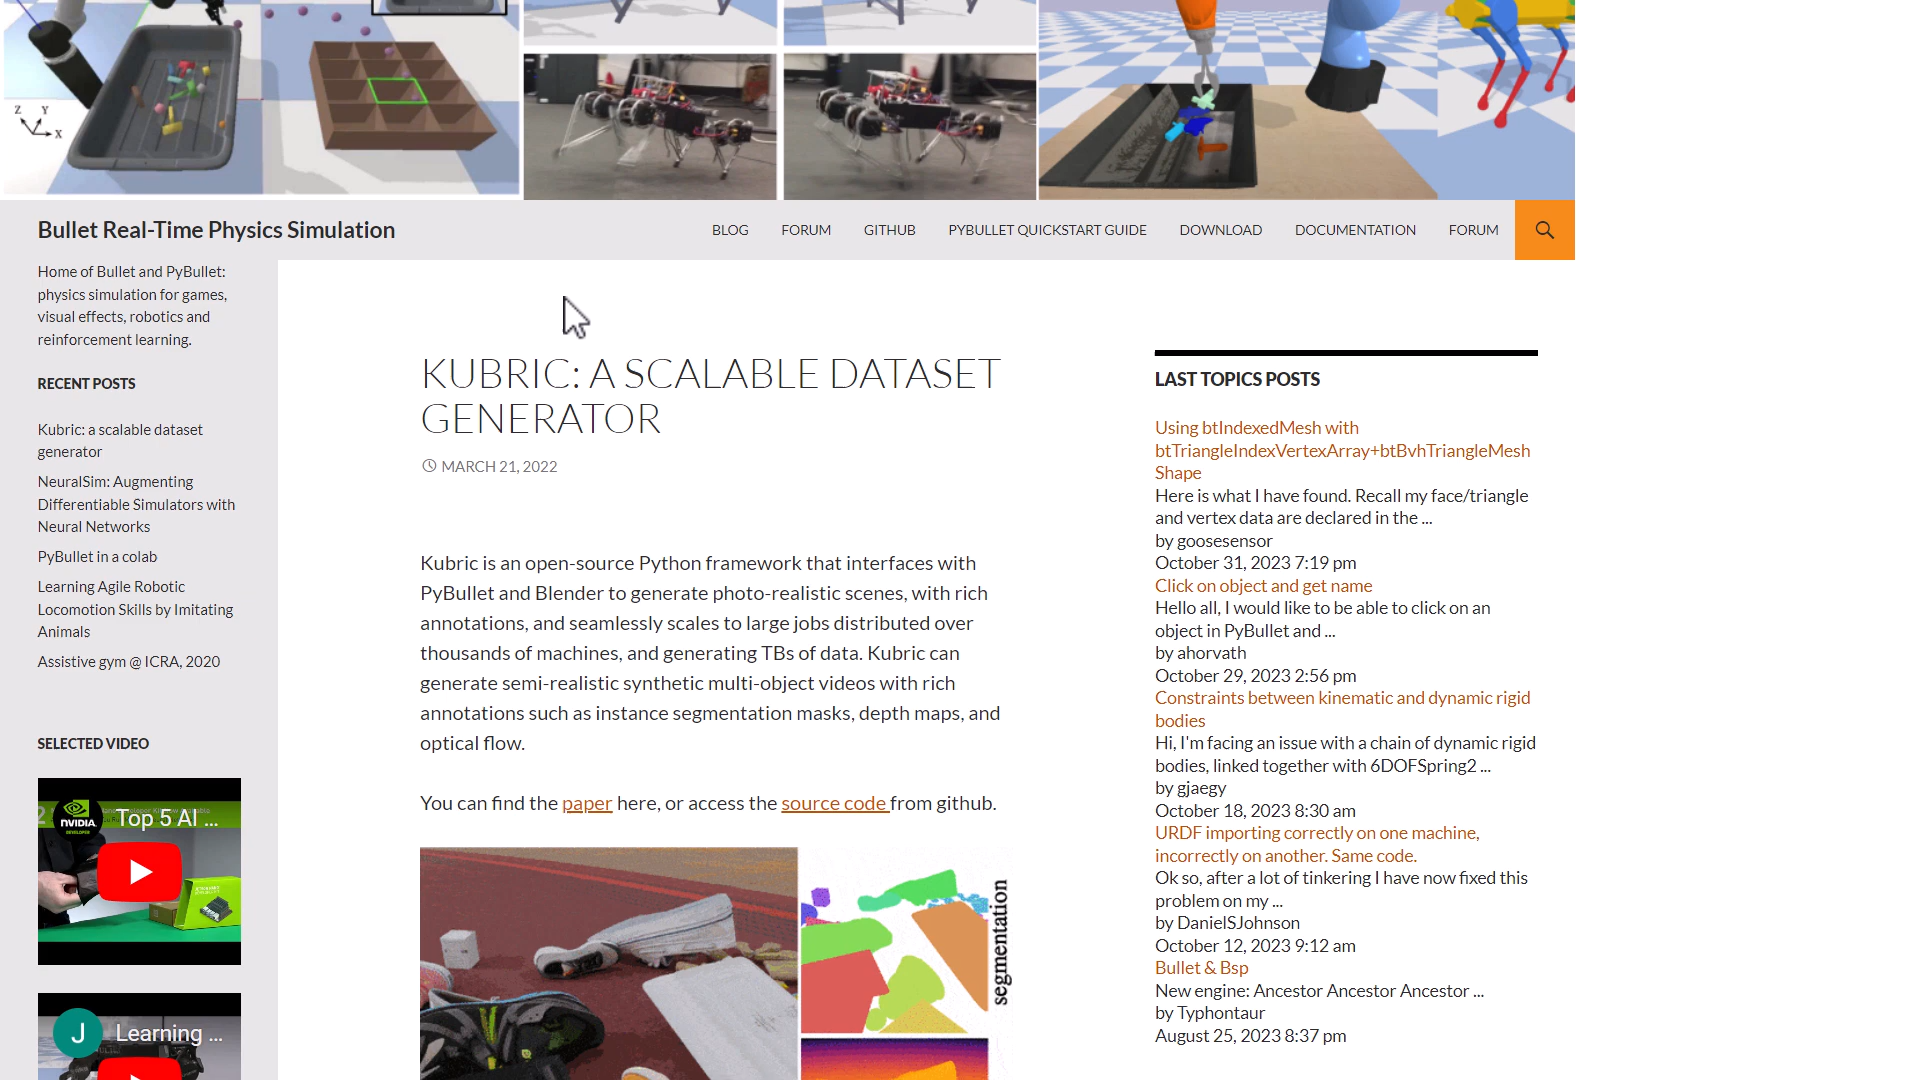 Z
Y
X
Bullet Real-Time Physics Simulation
BLOG
FORUM
GITHUB
PYBULLET QUICKSTART GUIDE
DOWNLOAD
DOCUMENTATION
FORUM
Home of Bullet and PyBullet:
physics simulation for games,
visual effects, robotics and
reinforcement learning.
RECENT POSTS
Kubric: a scalable dataset
generator
NeuralSim: Augmenting
Differentiable Simulators with
Neural Networks
PyBullet in a colab
Learning Agile Robotic
Locomotion Skills by Imitating
Animals
Assistive gym @ ICRA, 2020
SELECTED VIDEO
NVIDIA.
DEVELOPER
Top 5 AI ...
J
Learning ...
KUBRIC: A SCALABLE DATASET
GENERATOR
MARCH 21, 2022
Kubric is an open-source Python framework that interfaces with
PyBullet and Blender to generate photo-realistic scenes, with rich
annotations, and seamlessly scales to large jobs distributed over
thousands of machines, and generating TBs of data. Kubric can
generate semi-realistic synthetic multi-object videos with rich
annotations such as instance segmentation masks, depth maps, and
optical flow.
You can find the paper here, or access the source code from github.
segmentation
LAST TOPICS POSTS
Using btIndexedMesh with
btTriangleIndexVertexArray+btBvhTriangleMesh
Shape
Here is what I have found. Recall my face/triangle
and vertex data are declared in the ...
by goosesensor
October 31, 2023 7:19 pm
Click on object and get name
Hello all, I would like to be able to click on an
object in PyBullet and ...
by ahorvath
October 29, 2023 2:56 pm
Constraints between kinematic and dynamic rigid
bodies
Hi, I'm facing an issue with a chain of dynamic rigid
bodies, linked together with 6DOFSpring2 ...
by gjaegy
October 18, 2023 8:30 am
URDF importing correctly on one machine,
incorrectly on another. Same code.
Ok so, after a lot of tinkering I have now fixed this
problem on my ...
by DanielSJohnson
October 12, 2023 9:12 am
Bullet & Bsp
New engine: Ancestor Ancestor Ancestor ...
by Typhontaur
August 25, 2023 8:37 pm